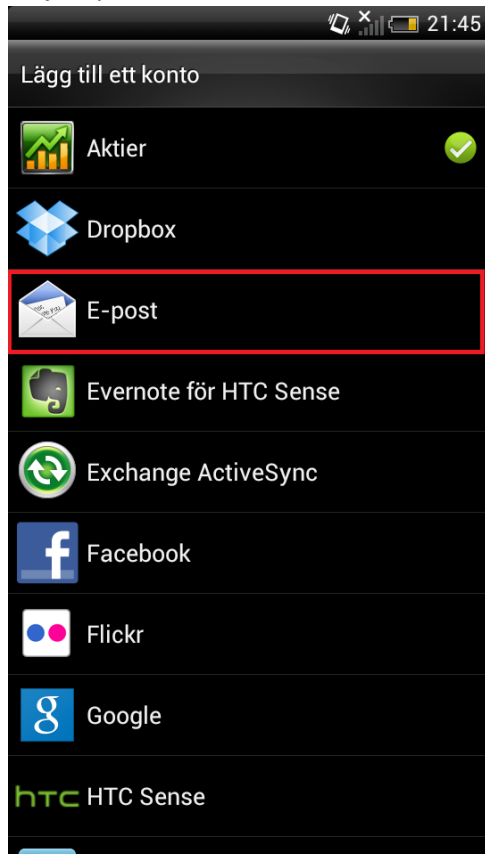 21:45
Lägg till ett konto
Aktier
Dropbox
E-post
Evernote för HTC Sense
Exchange ActiveSync
f Facebook
Flickr
g Google
hTC HTC Sense